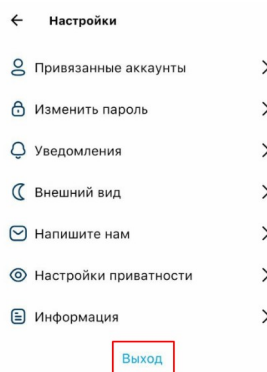 Настройки
Привязанные аккаунты
Изменить пароль
Уведомления
Внешний вид
Напишите нам
Настройки приватности
Информация
Выход